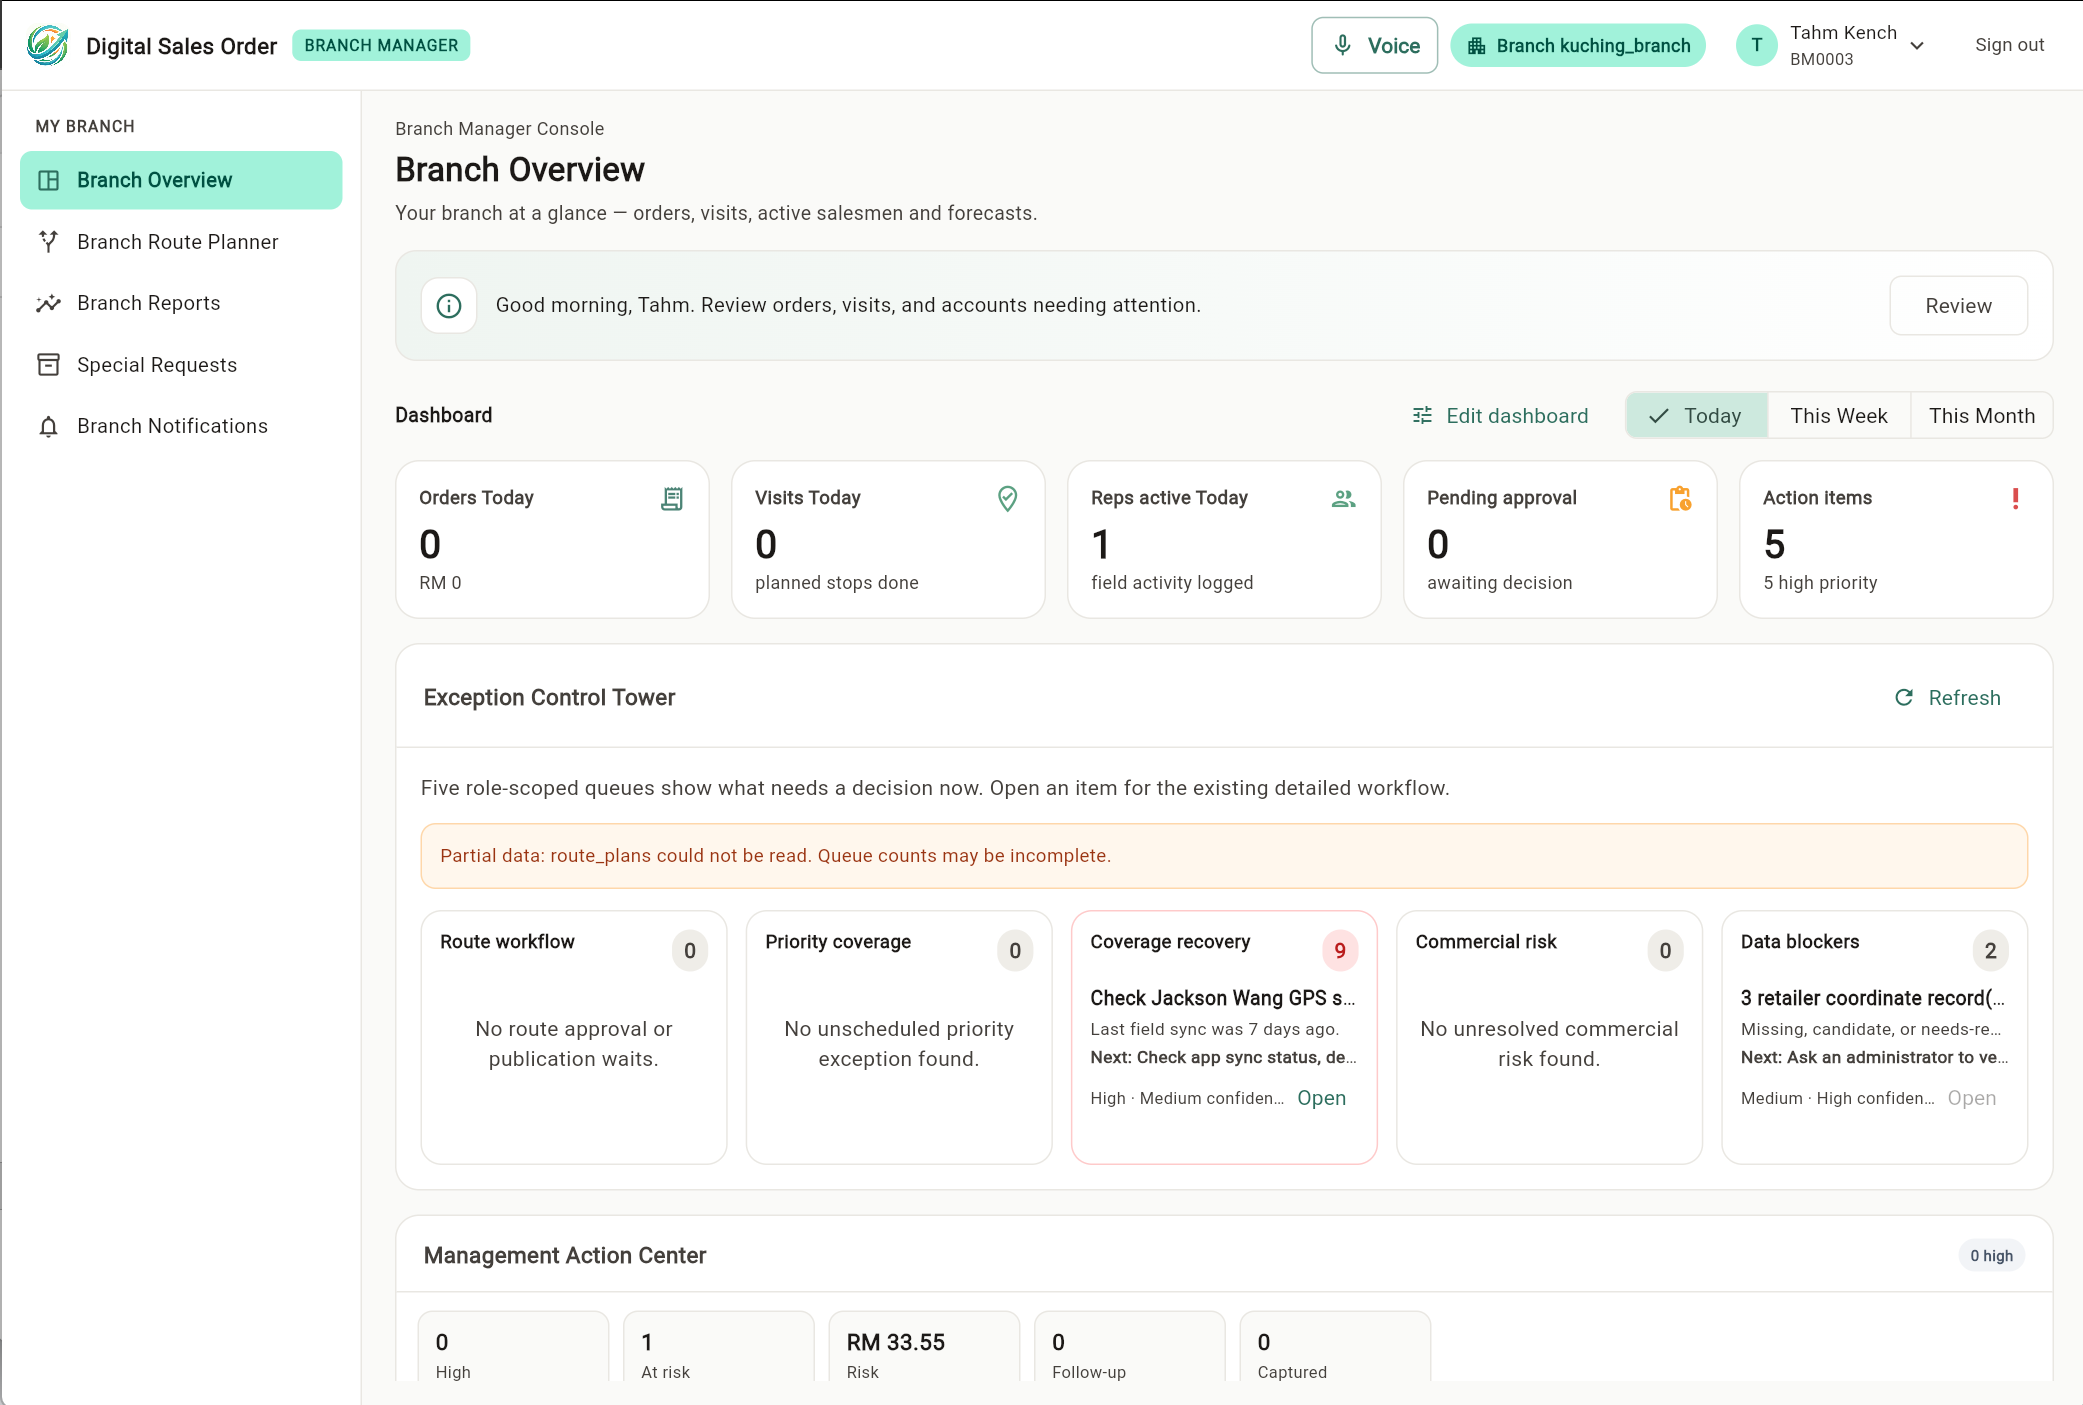 Digital Sales Order
BRANCH MANAGER
Voice
Branch kuching_branch
T
Tahm Kench
BM0003
Sign out
MY BRANCH
Branch Overview
Branch Route Planner
Branch Reports
Special Requests
Branch Notifications
Branch Manager Console
Branch Overview
Your branch at a glance — orders, visits, active salesmen and forecasts.
Good morning, Tahm. Review orders, visits, and accounts needing attention.
Review
Dashboard
Edit dashboard
Today
This Week
This Month
Orders Today
0
RM 0
Visits Today
0
planned stops done
Reps active Today
1
field activity logged
Pending approval
0
awaiting decision
Action items
5
5 high priority
Exception Control Tower
Refresh
Five role-scoped queues show what needs a decision now. Open an item for the existing detailed workflow.
Partial data: route_plans could not be read. Queue counts may be incomplete.
Route workflow
0
No route approval or
publication waits.
Priority coverage
0
No unscheduled priority
exception found.
Coverage recovery
9
Check Jackson Wang GPS s…
Last field sync was 7 days ago.
Next: Check app sync status, de…
High · Medium confiden…
Open
Commercial risk
0
No unresolved commercial
risk found.
Data blockers
2
3 retailer coordinate record(…
Missing, candidate, or needs-re…
Next: Ask an administrator to ve…
Medium · High confiden…
Open
Management Action Center
0 high
0
High
1
At risk
RM 33.55
Risk
0
Follow-up
0
Captured